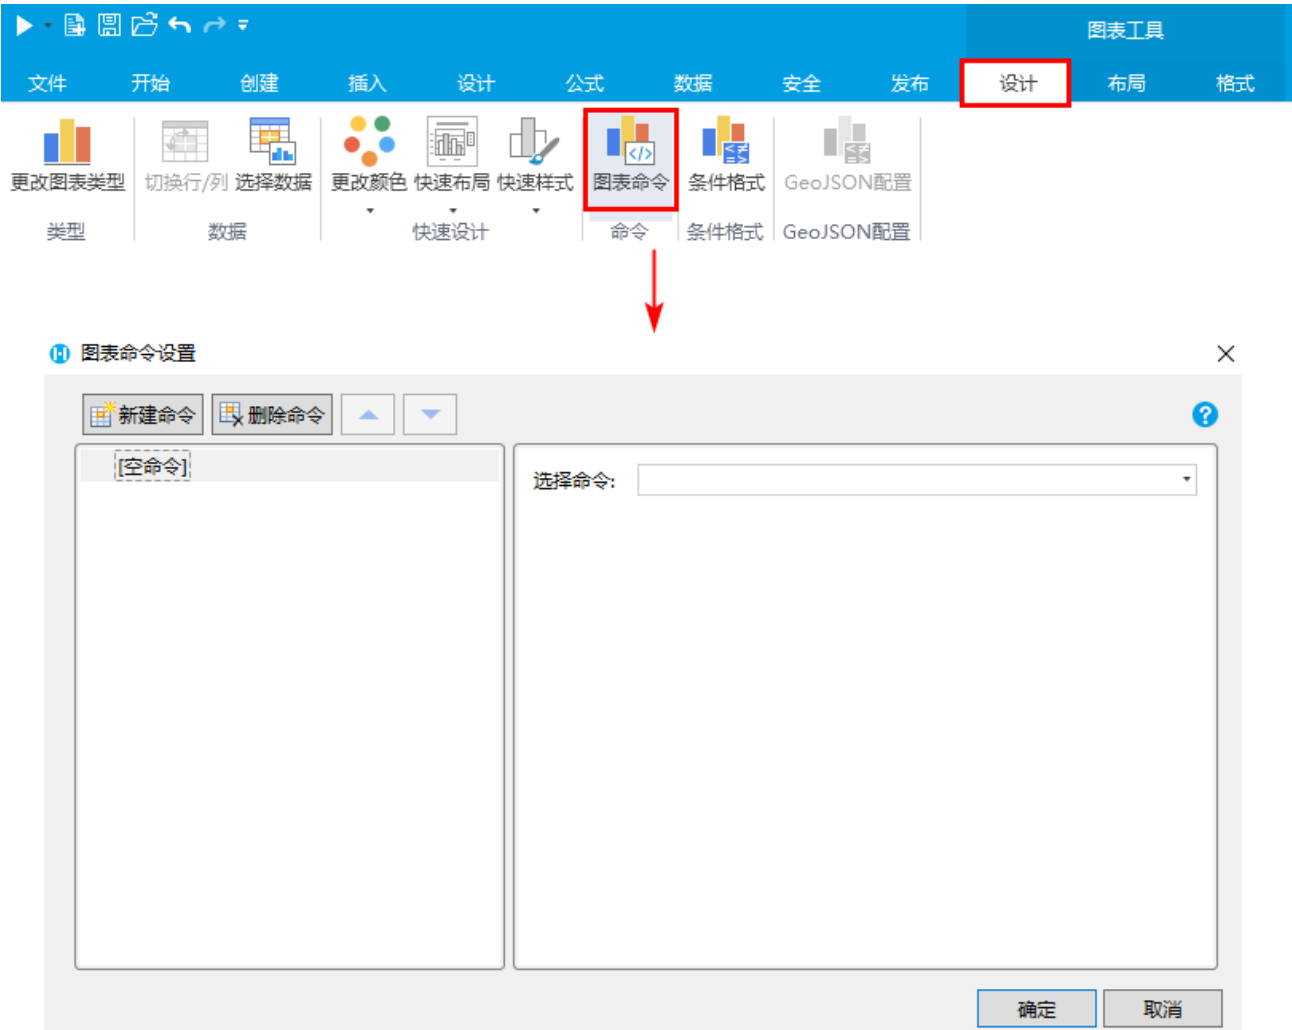 图表工具
文件 开始 创建 插入 设计 公式 数据 安全 发布 设计 布局 格式
更改图表类型 切换行/列 选择数据 更改颜色 快速布局 快速样式 图表命令 条件格式 GeoJSON配置
类型 数据 快速设计 命令 条件格式 GeoJSON配置
图表命令设置
新建命令 删除命令
[空命令]
选择命令:
确定 取消